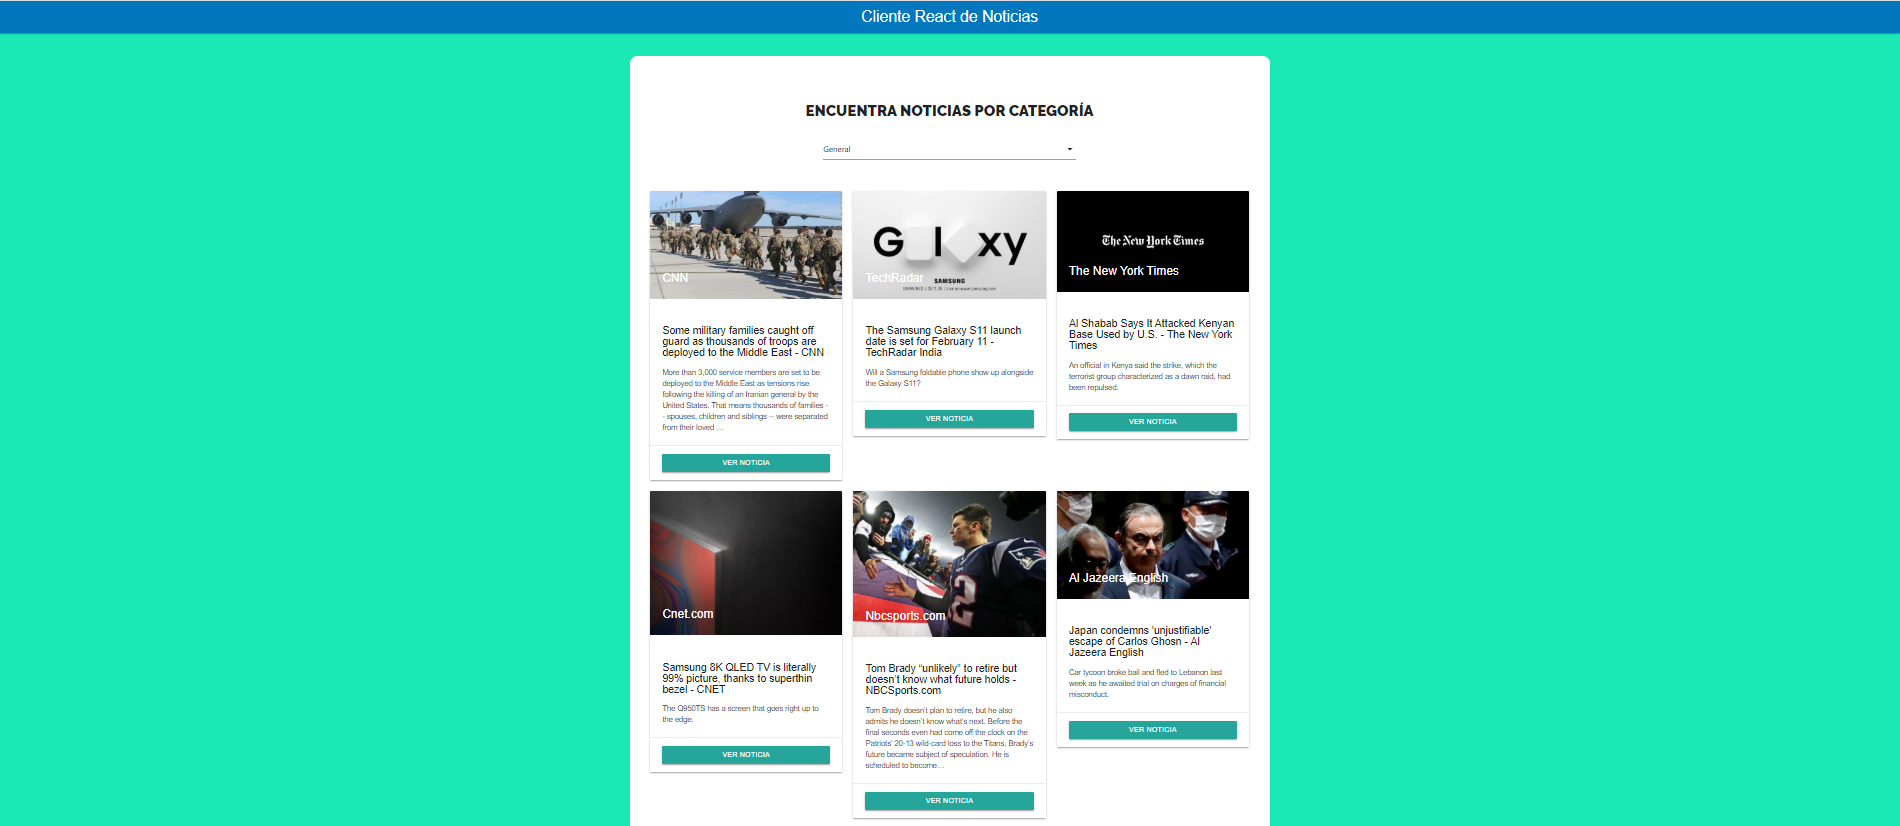 Cliente React de Noticias
ENCUENTRA NOTICIAS POR CATEGORÍA
General
CNN
Some military families caught off
guard as thousands of troops are
deployed to the Middle East - CNN
More than 3,000 service members are set to be
deployed to the Middle East as tensions rise
following the killing of an Iranian general by the
United States. That means thousands of families -
- spouses, children and siblings -- were separated
from their loved …
VER NOTICIA
Galaxy
SAMSUNG
TechRadar
The Samsung Galaxy S11 launch
date is set for February 11 -
TechRadar India
Will a Samsung foldable phone show up alongside
the Galaxy S11?
VER NOTICIA
The New York Times
The New York Times
Al Shabab Says It Attacked Kenyan
Base Used by U.S. - The New York
Times
An official in Kenya said the strike, which the
terrorist group characterized as a dawn raid, had
been repulsed.
VER NOTICIA
Cnet.com
Samsung 8K QLED TV is literally
99% picture, thanks to superthin
bezel - CNET
The Q950TS has a screen that goes right up to
the edge.
VER NOTICIA
2
Nbcsports.com
Tom Brady “unlikely” to retire but
doesn’t know what future holds -
NBCSports.com
Tom Brady doesn’t plan to retire, but he also
admits he doesn’t know what’s next. Before the
final seconds even had come off the clock on the
Patriots’ 20-13 wild-card loss to the Titans, Brady’s
future became subject of speculation. He is
scheduled to become…
VER NOTICIA
Al Jazeera English
Japan condemns 'unjustifiable'
escape of Carlos Ghosn - Al
Jazeera English
Car tycoon broke bail and fled to Lebanon last
week as he awaited trial on charges of financial
misconduct.
VER NOTICIA